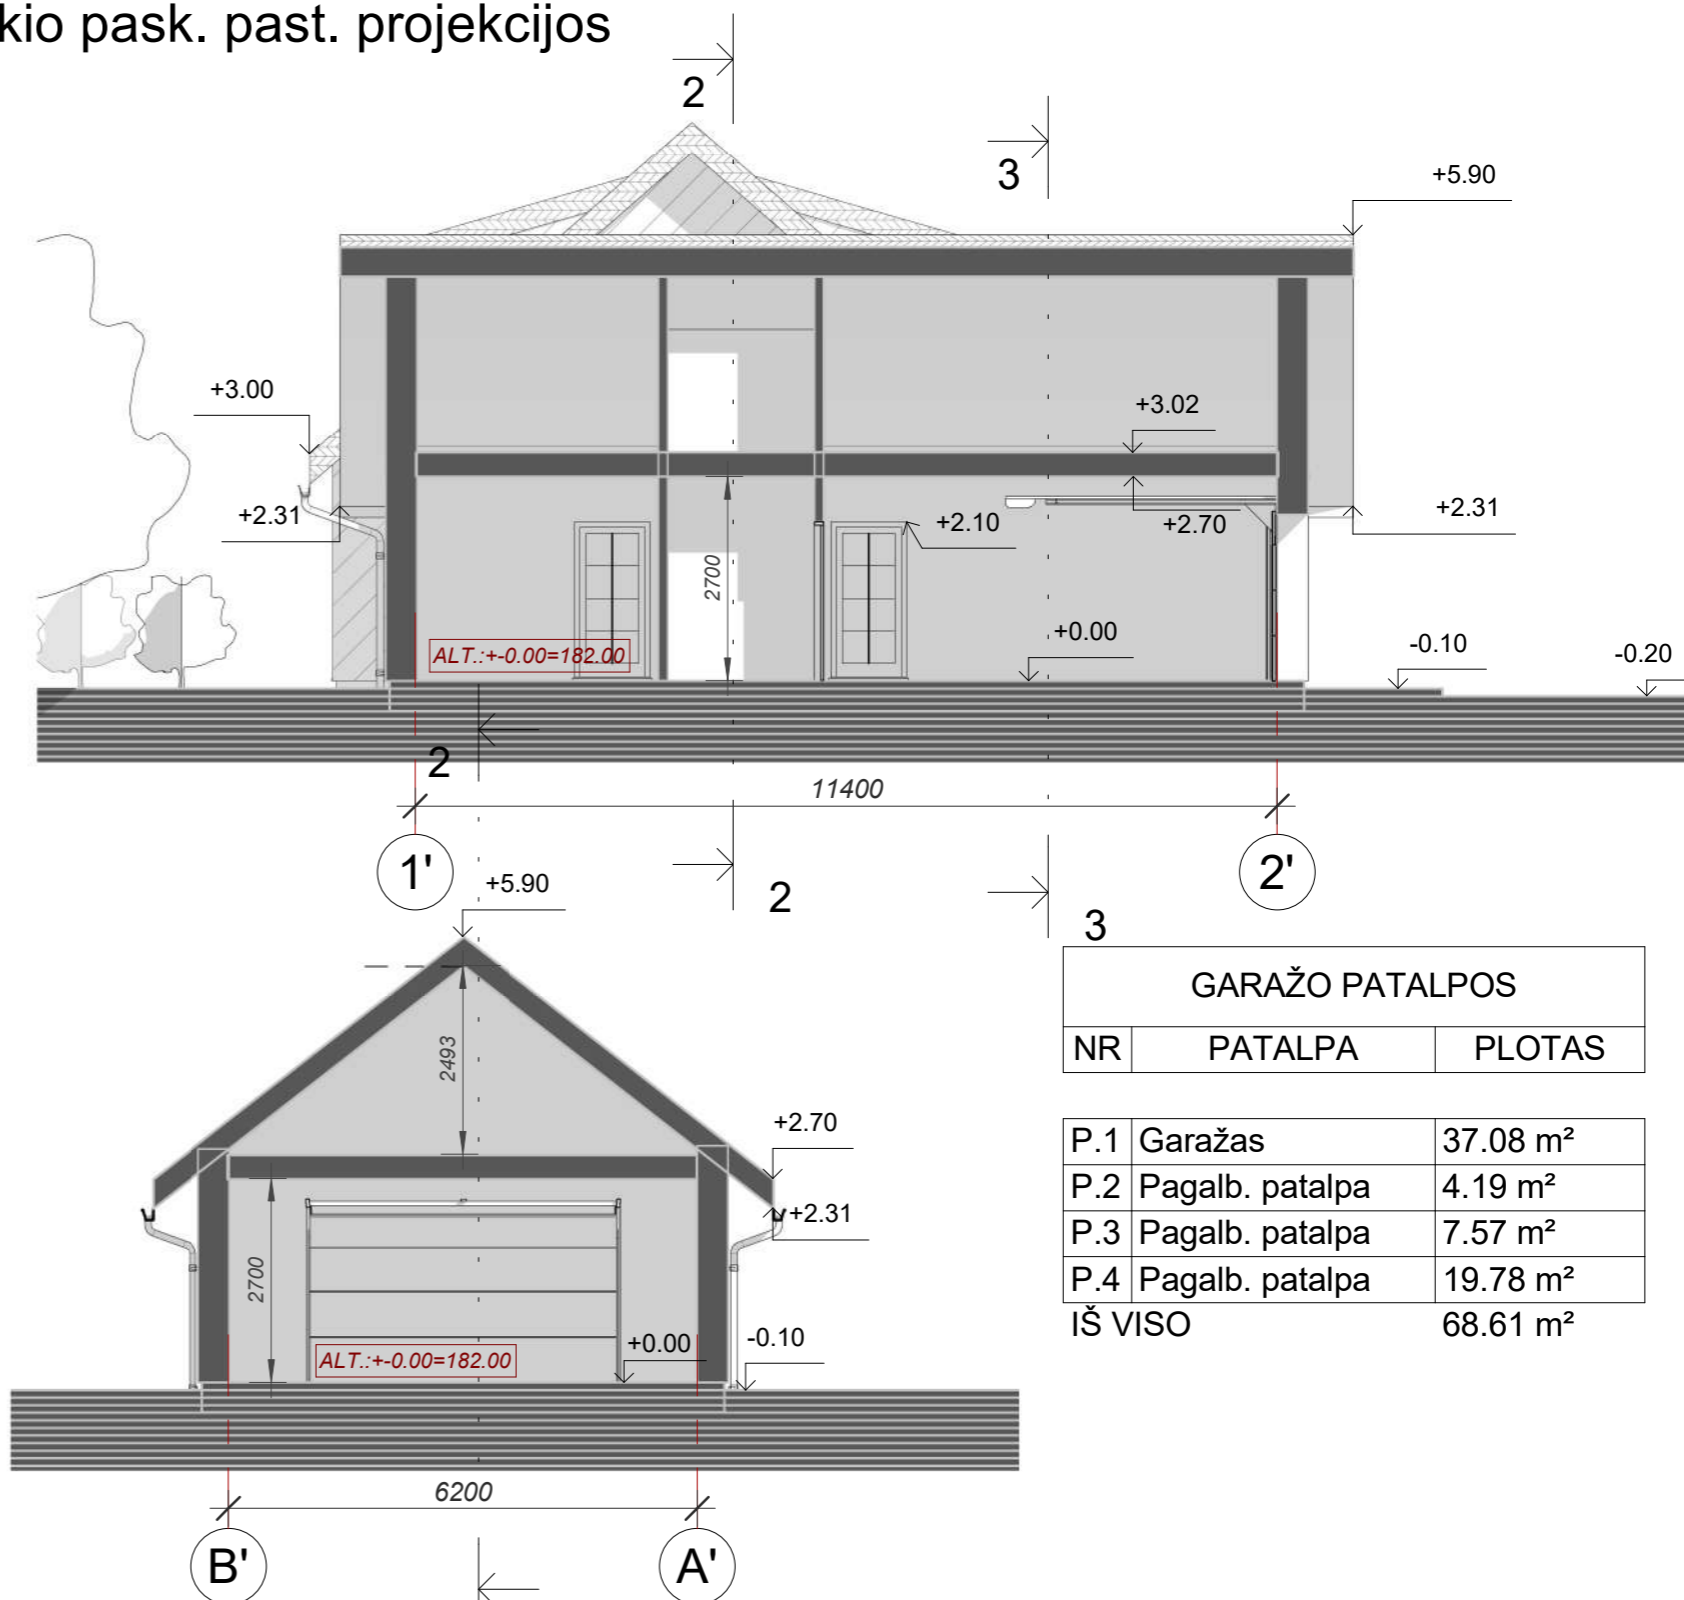 kio pask. past. projekcijos
2
3
+5.90
+3.00
+3.02
+2.31
+2.10
+2.70
+2.31
2700
ALT.:+-0.00=182.00
+0.00
-0.10
-0.20
2
11400
1'
2'
2
3
+5.90
2493
+2.70
+2.31
2700
ALT.:+-0.00=182.00
+0.00
-0.10
6200
B'
A'
GARAŽO PATALPOS
NR PATALPA PLOTAS
P.1 Garažas 37.08 m²
P.2 Pagalb. patalpa 4.19 m²
P.3 Pagalb. patalpa 7.57 m²
P.4 Pagalb. patalpa 19.78 m²
IŠ VISO 68.61 m²